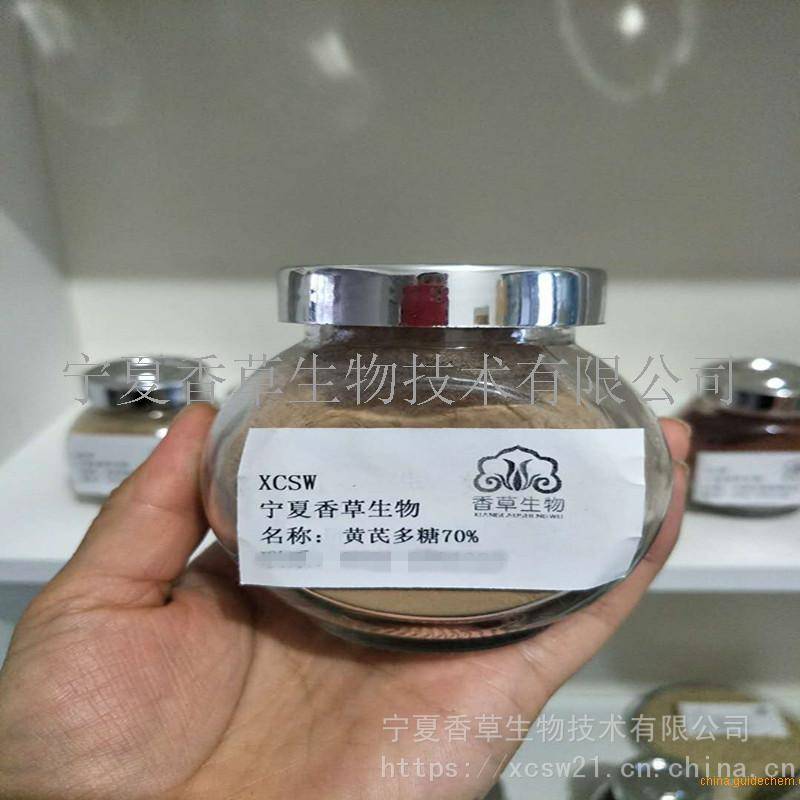 宁夏香草生物技术有限公司
XCSW
香草生物
宁夏香草生物
名称：黄芪多糖70%
宁夏香草生物技术有限公司
https://xcsw21.cn.china.cn
china.guidechem.com